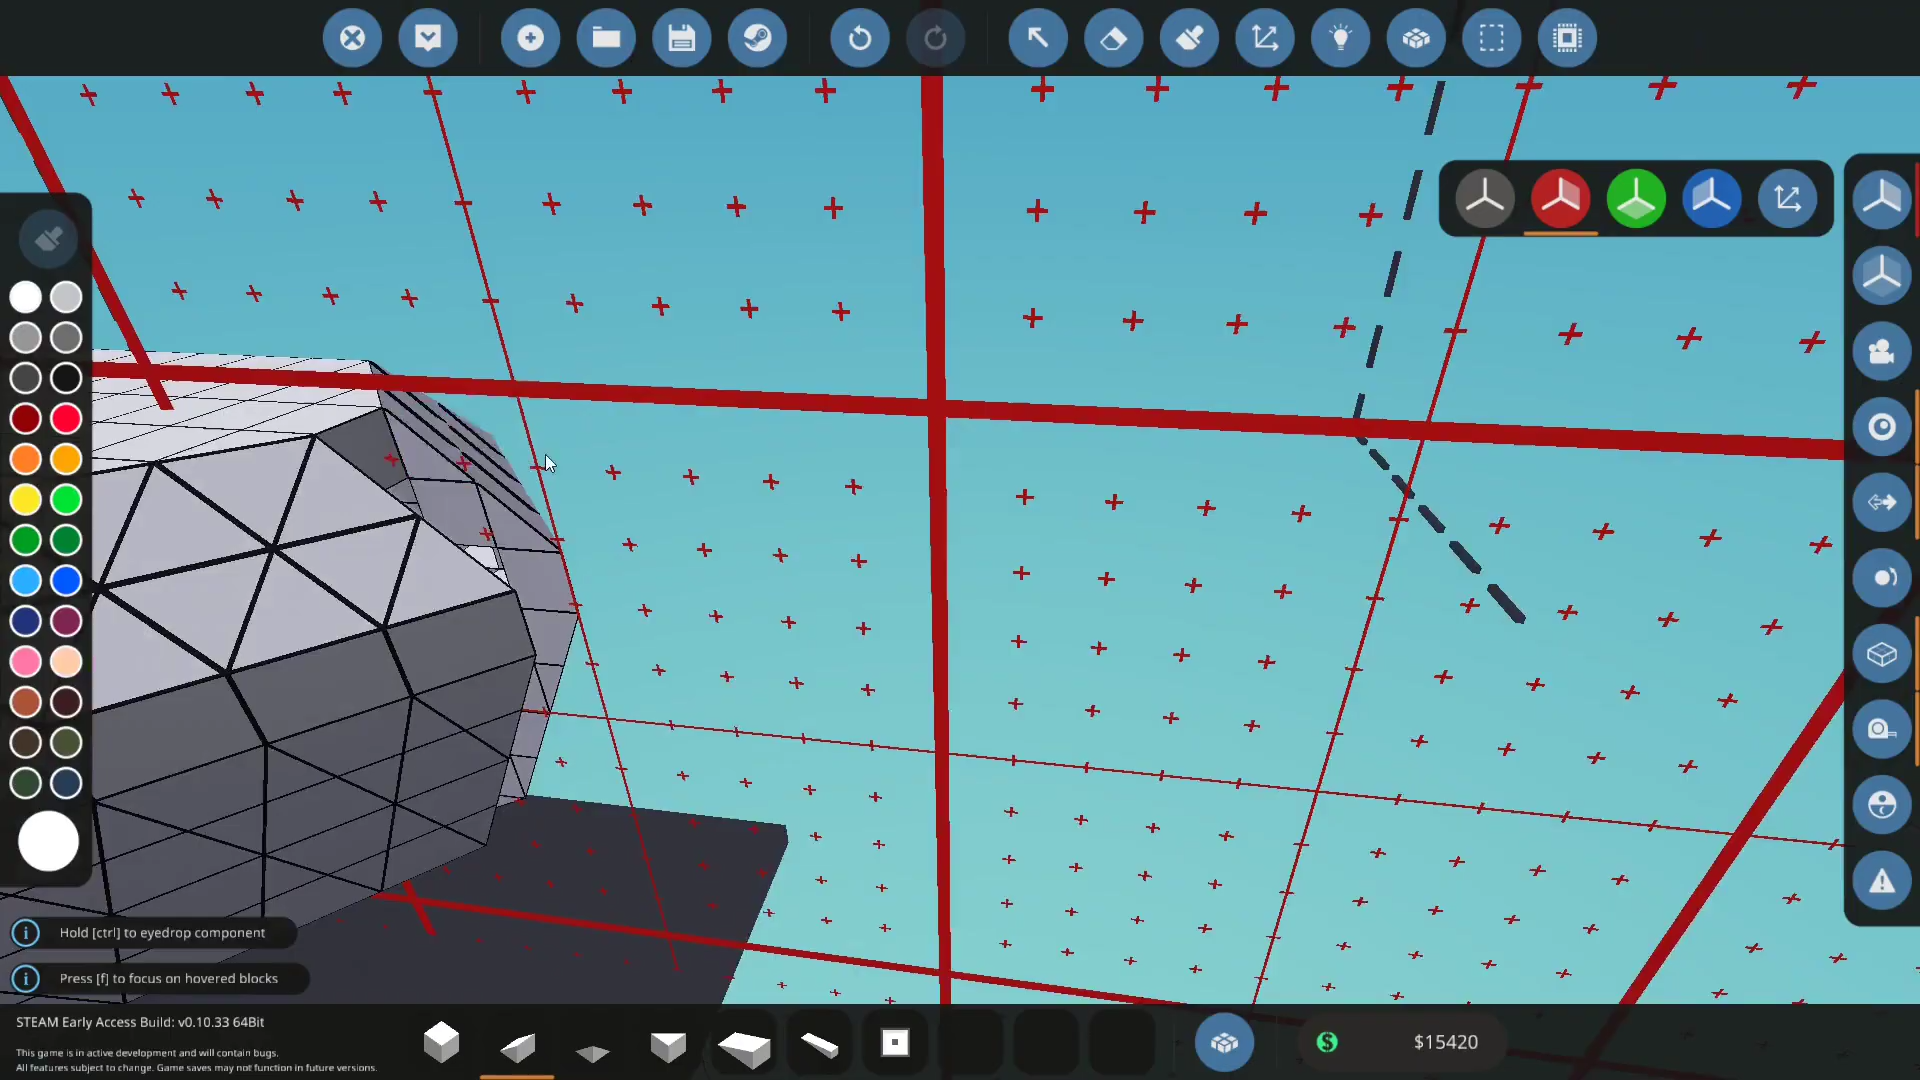 Hold [ctrl] to eyedrop component
Press [f] to focus on hovered blocks
STEAM Early Access Build: v0.10.33 64Bit
This game is in active development and will contain bugs.
All features subject to change. Game saves may not function in future versions.
$15420